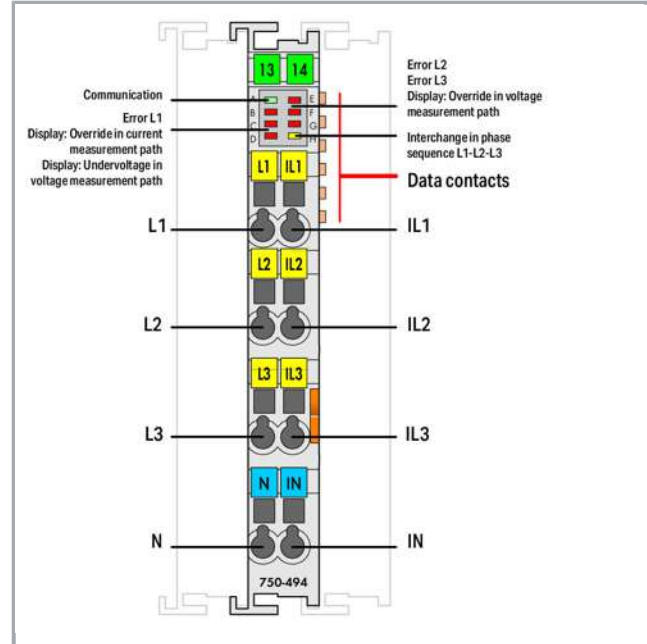 13 14
Communication
Error L1
Display: Override in current
measurement path
Display: Undervoltage in
voltage measurement path
A
B
C
D
E
F
G
H
Error L2
Error L3
Display: Override in voltage
measurement path
Interchange in phase
sequence L1-L2-L3
Data contacts
L1 IL1
L1 IL1
L2 IL2
L2 IL2
L3 IL3
L3 IL3
N IN
N IN
750-494